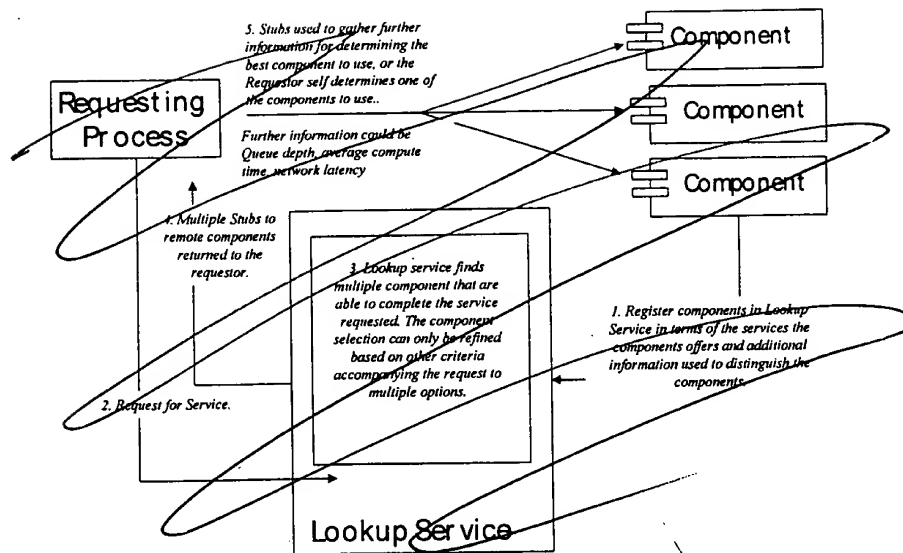 5. Stubs used to gather further
information for determining the
best component to use, or the
Requestor self determines one of
the components to use..
Further information could be
Queue depth, average compute
time, network latency
Requesting
Process
Component
Component
Component
4. Multiple Stubs to
remote components
returned to the
requestor.
3. Lookup service finds
multiple component that are
able to complete the service
requested. The component
selection can only be refined
based on other criteria
accompanying the request to
multiple options.
1. Register components in Lookup
Service in terms of the services the
components offers and additional
information used to distinguish the
components.
2. Request for Service.
Lookup Service